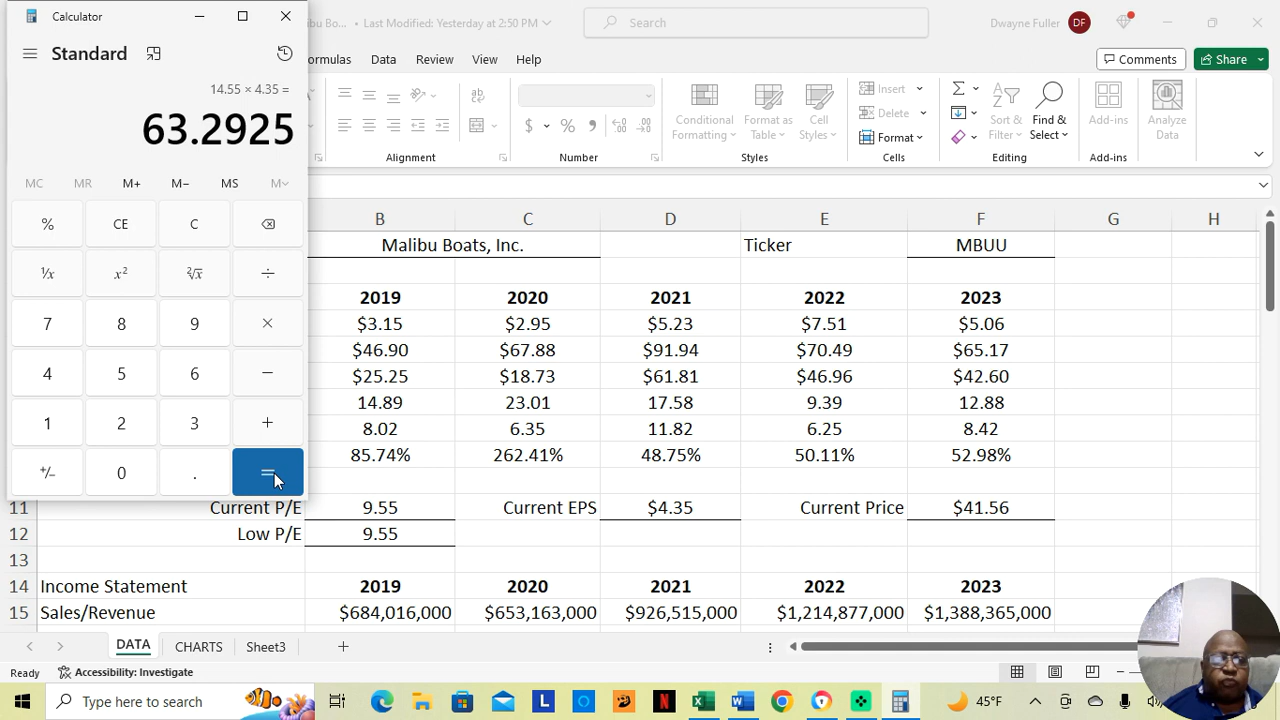 Calculator
ibu Bo... • Last Modified: Yesterday at 2:50 PM
Search
Dwayne Fuller
DF
Standard
ormulas Data Review View Help
Comments
Share
14.55 × 4.35 =
63.2925
MC MR M+ M− MS M
% CE C
¹/x x² ²√x ÷
7 8 9 ×
4 5 6 −
1 2 3 +
+/− 0 . =
ab
$ % 9
Conditional Formatting
Format as Table
Cell Styles
Insert
Delete
Format
Sort & Filter
Find & Select
Add-ins
Analyze Data
Alignment Number Styles Cells Editing Add-ins
B C D E F G H
Malibu Boats, Inc. Ticker MBUU
2019 2020 2021 2022 2023
$3.15 $2.95 $5.23 $7.51 $5.06
$46.90 $67.88 $91.94 $70.49 $65.17
$25.25 $18.73 $61.81 $46.96 $42.60
14.89 23.01 17.58 9.39 12.88
8.02 6.35 11.82 6.25 8.42
85.74% 262.41% 48.75% 50.11% 52.98%
11 Current P/E 9.55 Current EPS $4.35 Current Price $41.56
12 Low P/E 9.55
13
14 Income Statement 2019 2020 2021 2022 2023
15 Sales/Revenue $684,016,000 $653,163,000 $926,515,000 $1,214,877,000 $1,388,365,000
DATA CHARTS Sheet3 +
Ready Accessibility: Investigate
Type here to search
45°F